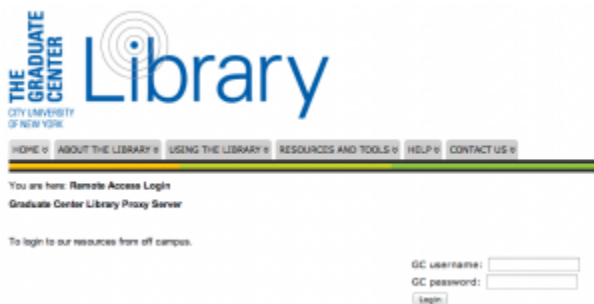 THE
GRADUATE
CENTER
CITY UNIVERSITY
OF NEW YORK
Library
HOME ABOUT THE LIBRARY USING THE LIBRARY RESOURCES AND TOOLS HELP CONTACT US
You are here: Remote Access Login
Graduate Center Library Proxy Server
To login to our resources from off campus.
GC username:
GC password:
Login